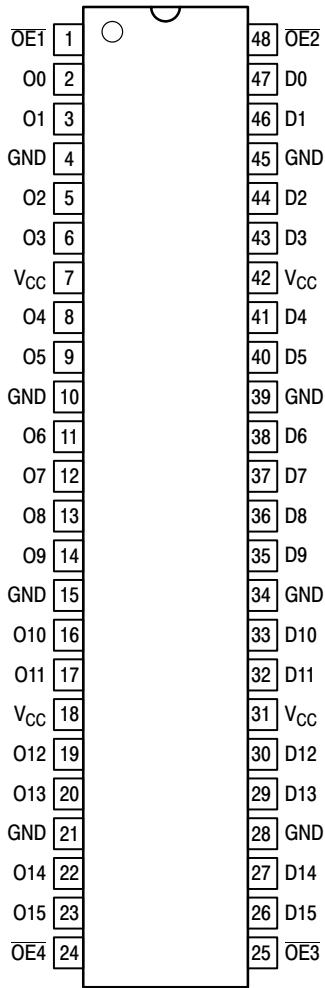 O̅E̅1̅ 1 48 O̅E̅2̅
O0 2 47 D0
O1 3 46 D1
GND 4 45 GND
O2 5 44 D2
O3 6 43 D3
VCC 7 42 VCC
O4 8 41 D4
O5 9 40 D5
GND 10 39 GND
O6 11 38 D6
O7 12 37 D7
O8 13 36 D8
O9 14 35 D9
GND 15 34 GND
O10 16 33 D10
O11 17 32 D11
VCC 18 31 VCC
O12 19 30 D12
O13 20 29 D13
GND 21 28 GND
O14 22 27 D14
O15 23 26 D15
O̅E̅4̅ 24 25 O̅E̅3̅